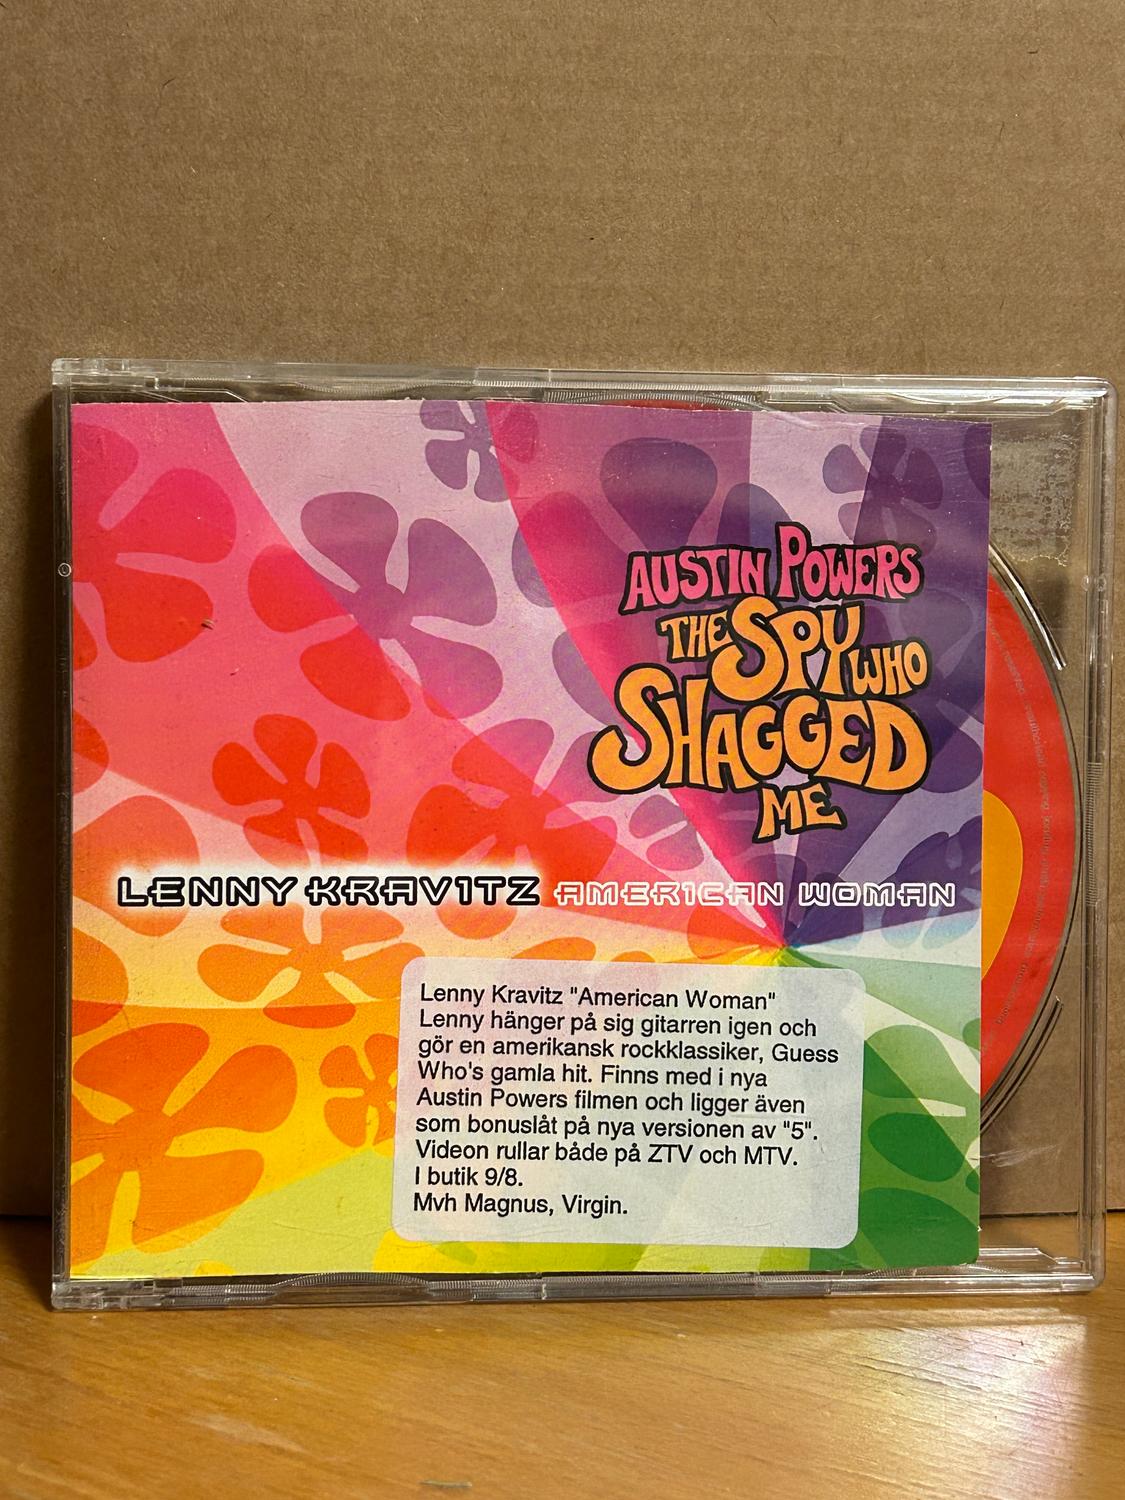 AUSTIN POWERS
THE SPY WHO
SHAGGED
ME
LENNY KRAVITZ AMERICAN WOMAN
Lenny Kravitz "American Woman"
Lenny hänger på sig gitarren igen och
gör en amerikansk rockklassiker, Guess
Who's gamla hit. Finns med i nya
Austin Powers filmen och ligger även
som bonuslåt på nya versionen av "5".
Videon rullar både på ZTV och MTV.
I butik 9/8.
Mvh Magnus, Virgin.